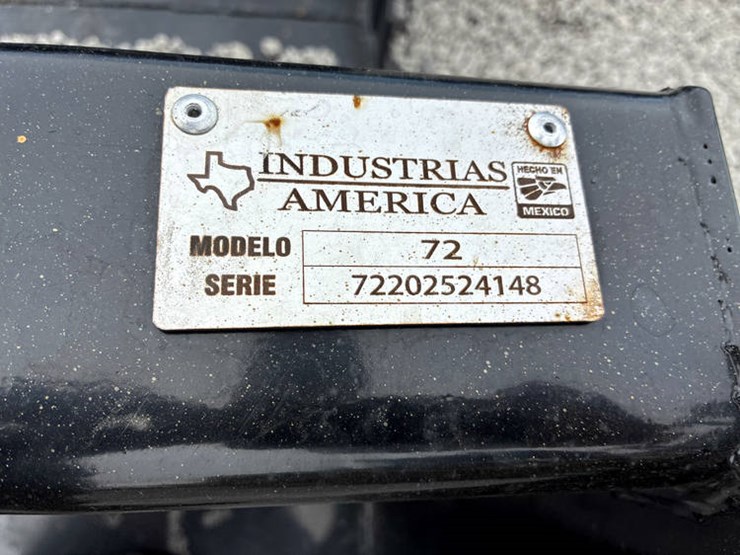 INDUSTRIAS
AMERICA
HECHO EN
MEXICO
MODELO 72
SERIE 72202524148